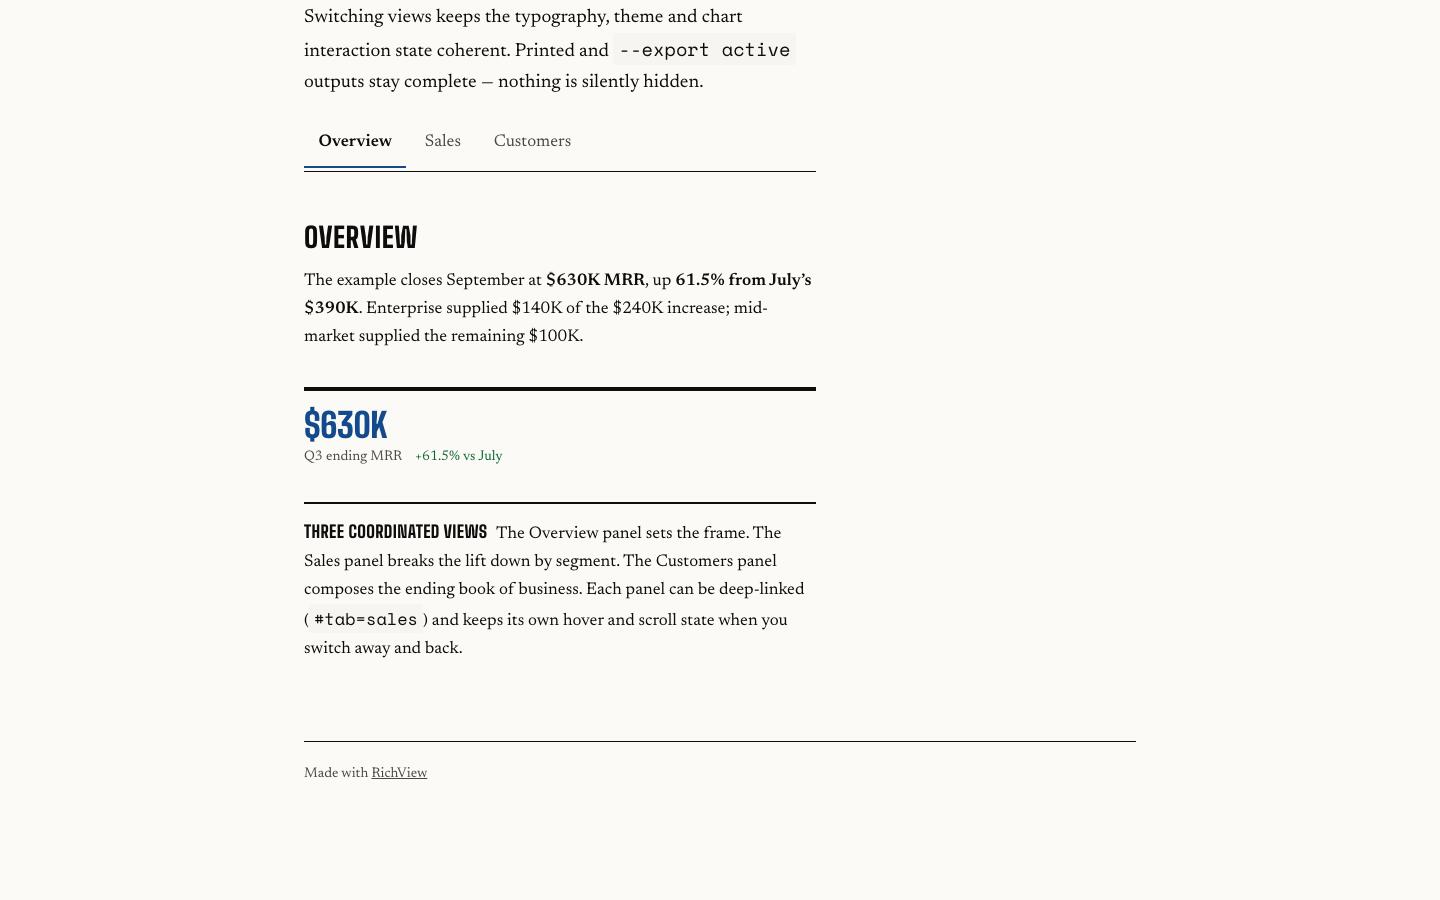 Switching views keeps the typography, theme and chart
interaction state coherent. Printed and --export active
outputs stay complete — nothing is silently hidden.
Overview Sales Customers
OVERVIEW
The example closes September at $630K MRR, up 61.5% from July’s
$390K. Enterprise supplied $140K of the $240K increase; mid-
market supplied the remaining $100K.
$630K
Q3 ending MRR +61.5% vs July
THREE COORDINATED VIEWS The Overview panel sets the frame. The
Sales panel breaks the lift down by segment. The Customers panel
composes the ending book of business. Each panel can be deep-linked
(#tab=sales) and keeps its own hover and scroll state when you
switch away and back.
Made with RichView